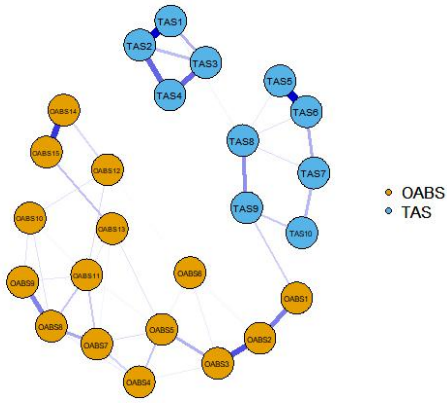 TAS1
TAS2
TAS3
TAS4
TAS5
TAS6
TAS8
TAS7
TAS9
TAS10
OABS14
OABS15
OABS12
OABS10
OABS13
OABS11
OABS9
OABS6
OABS1
OABS8
OABS7
OABS5
OABS2
OABS3
OABS4
OABS
TAS